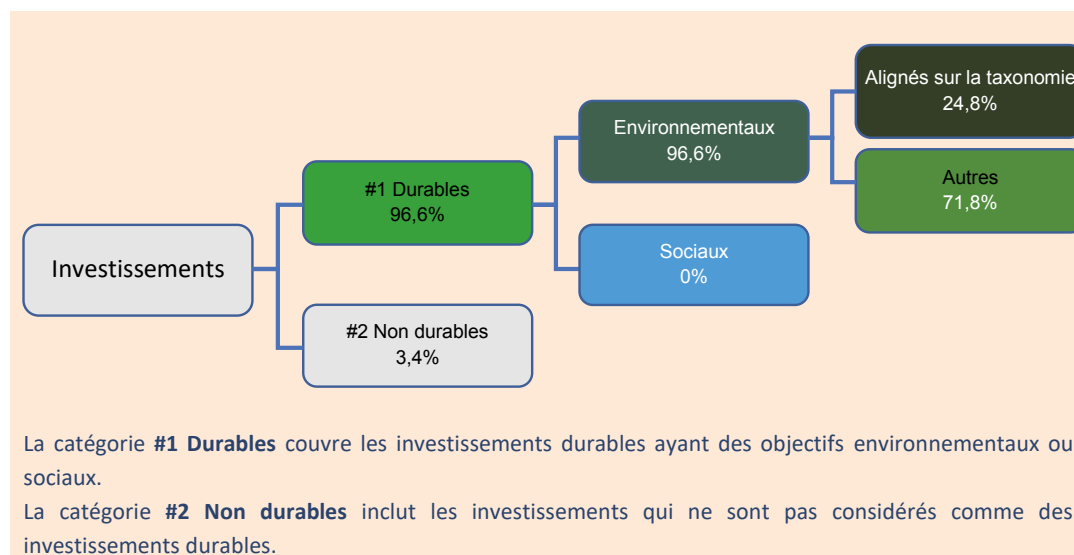 Alignés sur la taxonomie
24,8%
Environnementaux
96,6%
Autres
71,8%
#1 Durables
96,6%
Sociaux
0%
Investissements
#2 Non durables
3,4%
La catégorie #1 Durables couvre les investissements durables ayant des objectifs environnementaux ou
sociaux.
La catégorie #2 Non durables inclut les investissements qui ne sont pas considérés comme des
investissements durables.